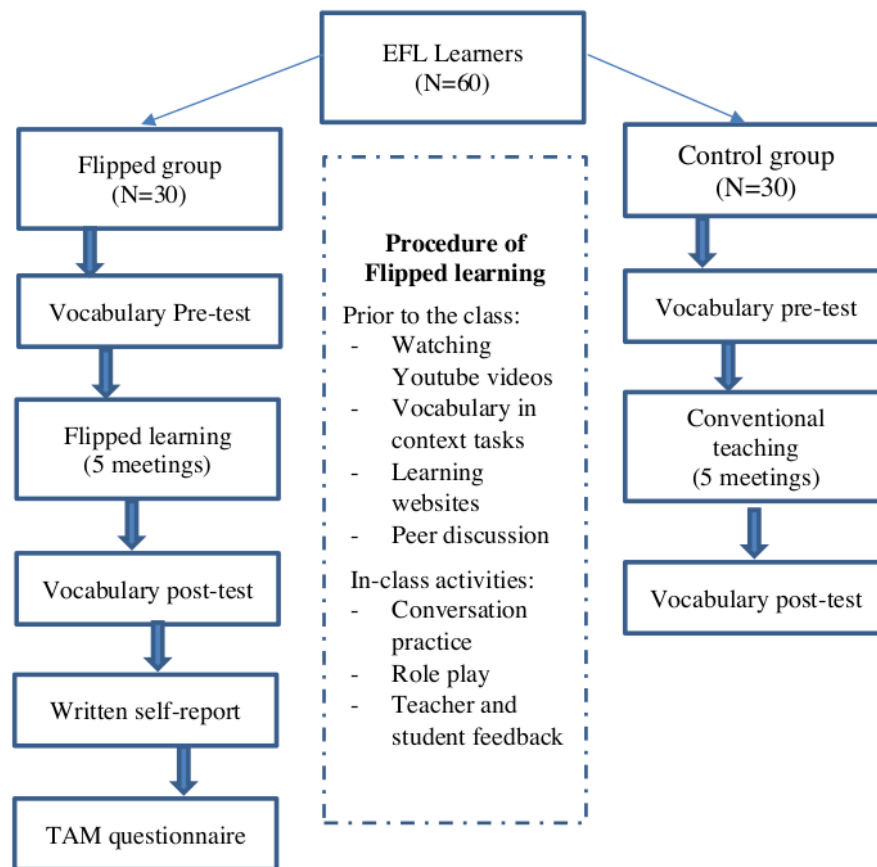 EFL Learners
(N=60)
Flipped group
(N=30)
Vocabulary Pre-test
Flipped learning
(5 meetings)
Vocabulary post-test
Written self-report
TAM questionnaire
Procedure of
Flipped learning
Prior to the class:
- Watching
Youtube videos
- Vocabulary in
context tasks
- Learning
websites
- Peer discussion
In-class activities:
- Conversation
practice
- Role play
- Teacher and
student feedback
Control group
(N=30)
Vocabulary pre-test
Conventional
teaching
(5 meetings)
Vocabulary post-test